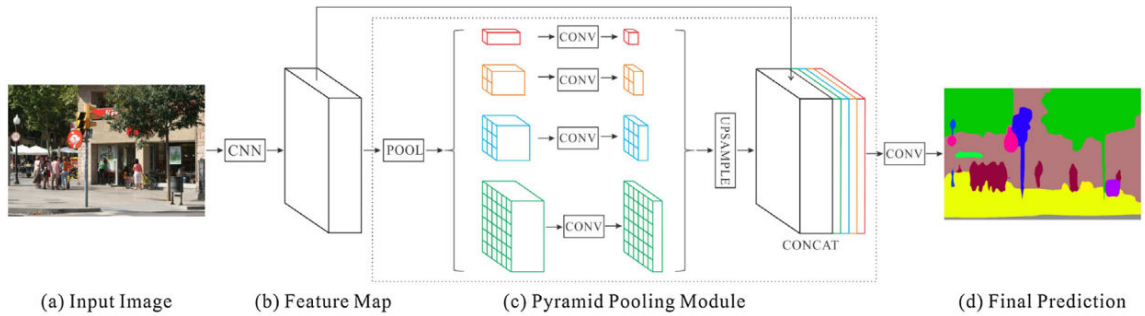 CNN
POOL
CONV
CONV
CONV
CONV
UPSAMPLE
CONCAT
CONV
(a) Input Image
(b) Feature Map
(c) Pyramid Pooling Module
(d) Final Prediction